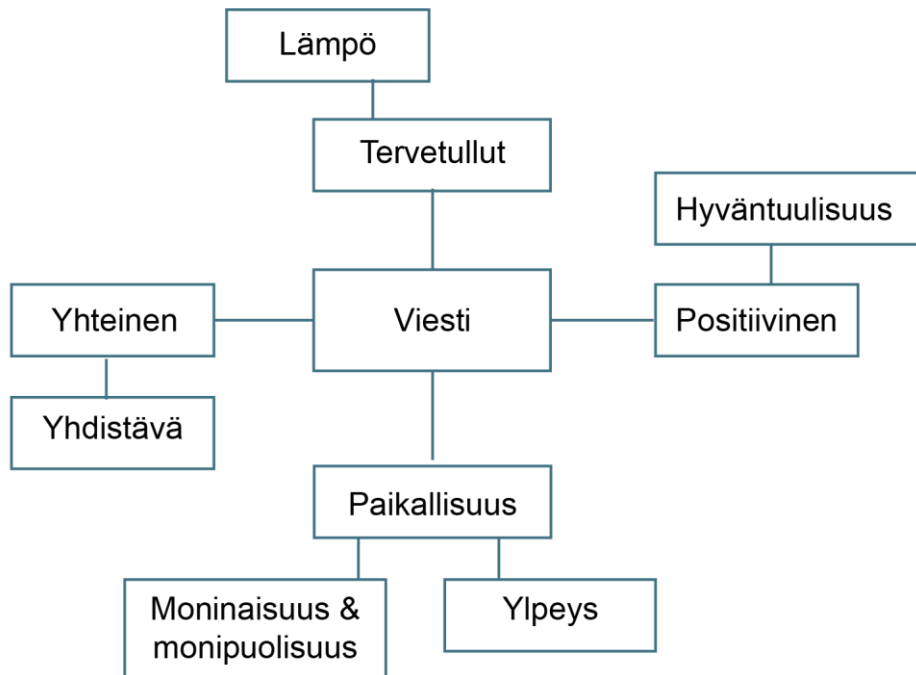 Lämpö
Tervetullut
Hyväntuulisuus
Yhteinen
Viesti
Positiivinen
Yhdistävä
Paikallisuus
Moninaisuus &
monipuolisuus
Ylpeys